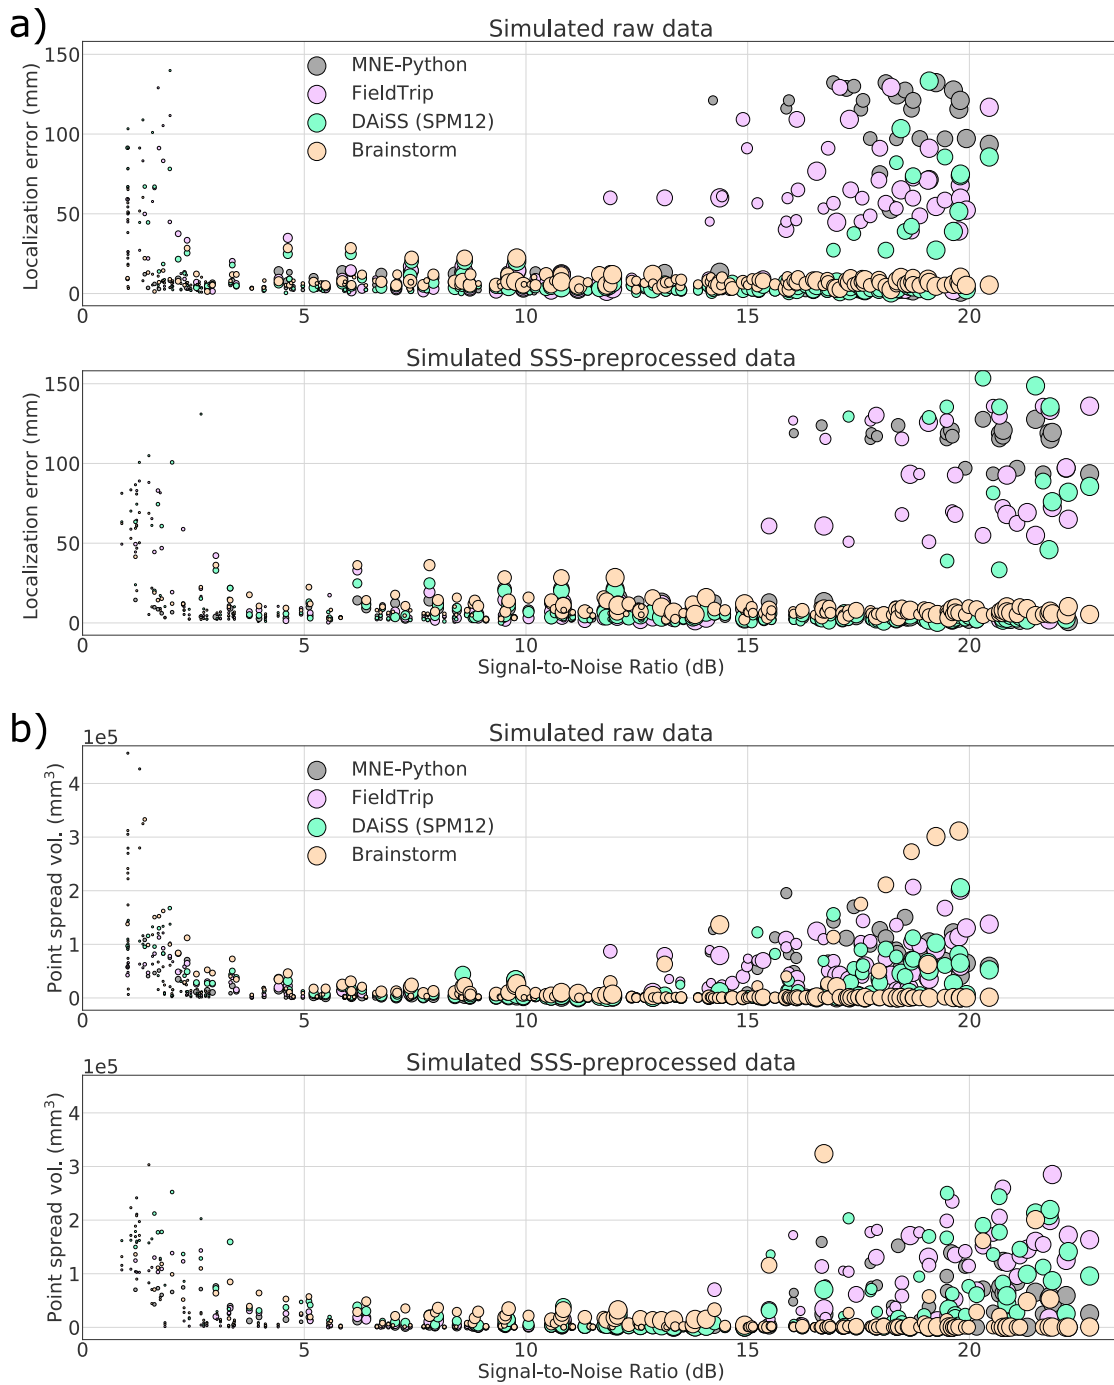 a)
Simulated raw data
Localization error (mm)
150
100
50
0
MNE-Python
FieldTrip
DAiSS (SPM12)
Brainstorm
0 5 10 15 20
Simulated SSS-preprocessed data
Localization error (mm)
150
100
50
0
0 5 10 15 20
Signal-to-Noise Ratio (dB)
b)
Simulated raw data
1e5
Point spread vol. (mm³)
4
3
2
1
0
MNE-Python
FieldTrip
DAiSS (SPM12)
Brainstorm
0 5 10 15 20
Simulated SSS-preprocessed data
1e5
Point spread vol. (mm³)
4
3
2
1
0
0 5 10 15 20
Signal-to-Noise Ratio (dB)